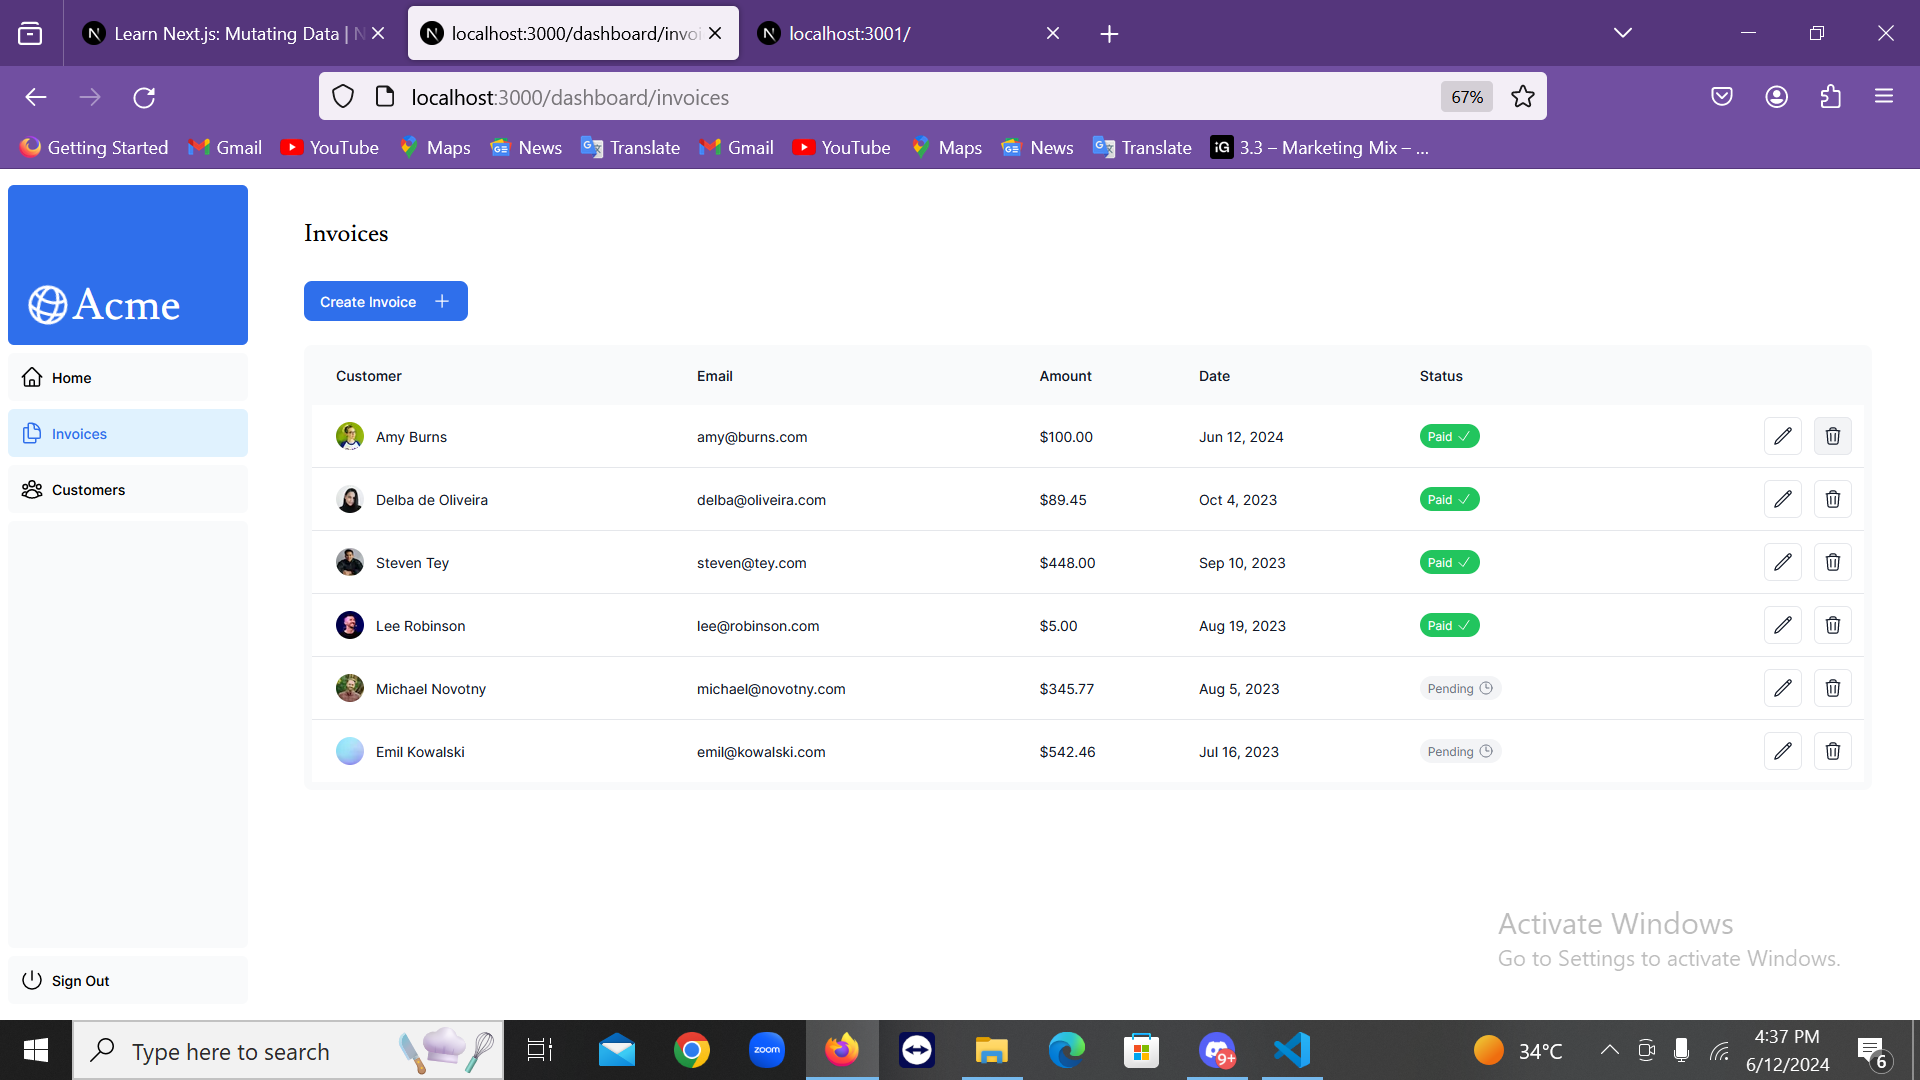 Learn Next.js: Mutating Data | N
localhost:3000/dashboard/invoi
localhost:3001/
localhost:3000/dashboard/invoices
67%
Getting Started
Gmail
YouTube
Maps
News
Translate
Gmail
YouTube
Maps
News
Translate
iG
3.3 – Marketing Mix – ...
Acme
Home
Invoices
Customers
Sign Out
Invoices
Create Invoice
Customer Email Amount Date Status
Amy Burns amy@burns.com $100.00 Jun 12, 2024 Paid
Delba de Oliveira delba@oliveira.com $89.45 Oct 4, 2023 Paid
Steven Tey steven@tey.com $448.00 Sep 10, 2023 Paid
Lee Robinson lee@robinson.com $5.00 Aug 19, 2023 Paid
Michael Novotny michael@novotny.com $345.77 Aug 5, 2023 Pending
Emil Kowalski emil@kowalski.com $542.46 Jul 16, 2023 Pending
Activate Windows
Go to Settings to activate Windows.
Type here to search
zoom
9+
34°C
4:37 PM
6/12/2024
6